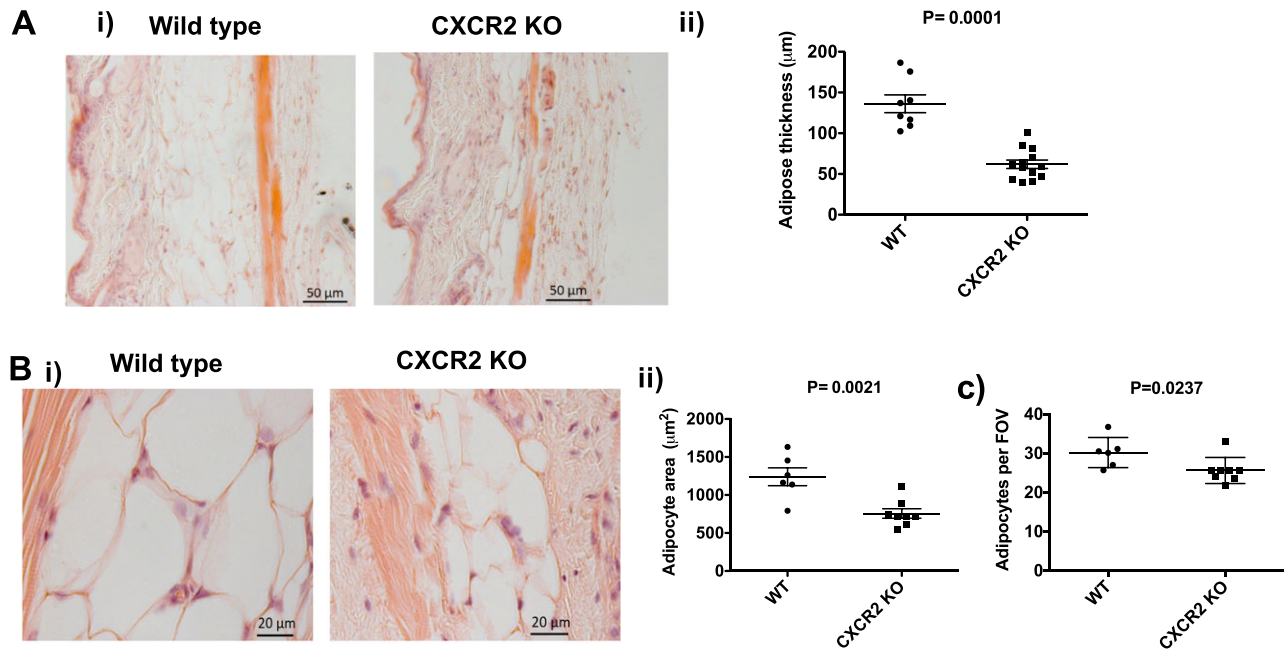 A
i)
Wild type
CXCR2 KO
50 µm
50 µm
ii)
P= 0.0001
Adipose thickness (µm)
200
150
100
50
0
WT
CXCR2 KO
B
i)
Wild type
CXCR2 KO
20 µm
20 µm
ii)
P= 0.0021
Adipocyte area (µm²)
2000
1500
1000
500
0
WT
CXCR2 KO
c)
P=0.0237
Adipocytes per FOV
40
30
20
10
0
WT
CXCR2 KO